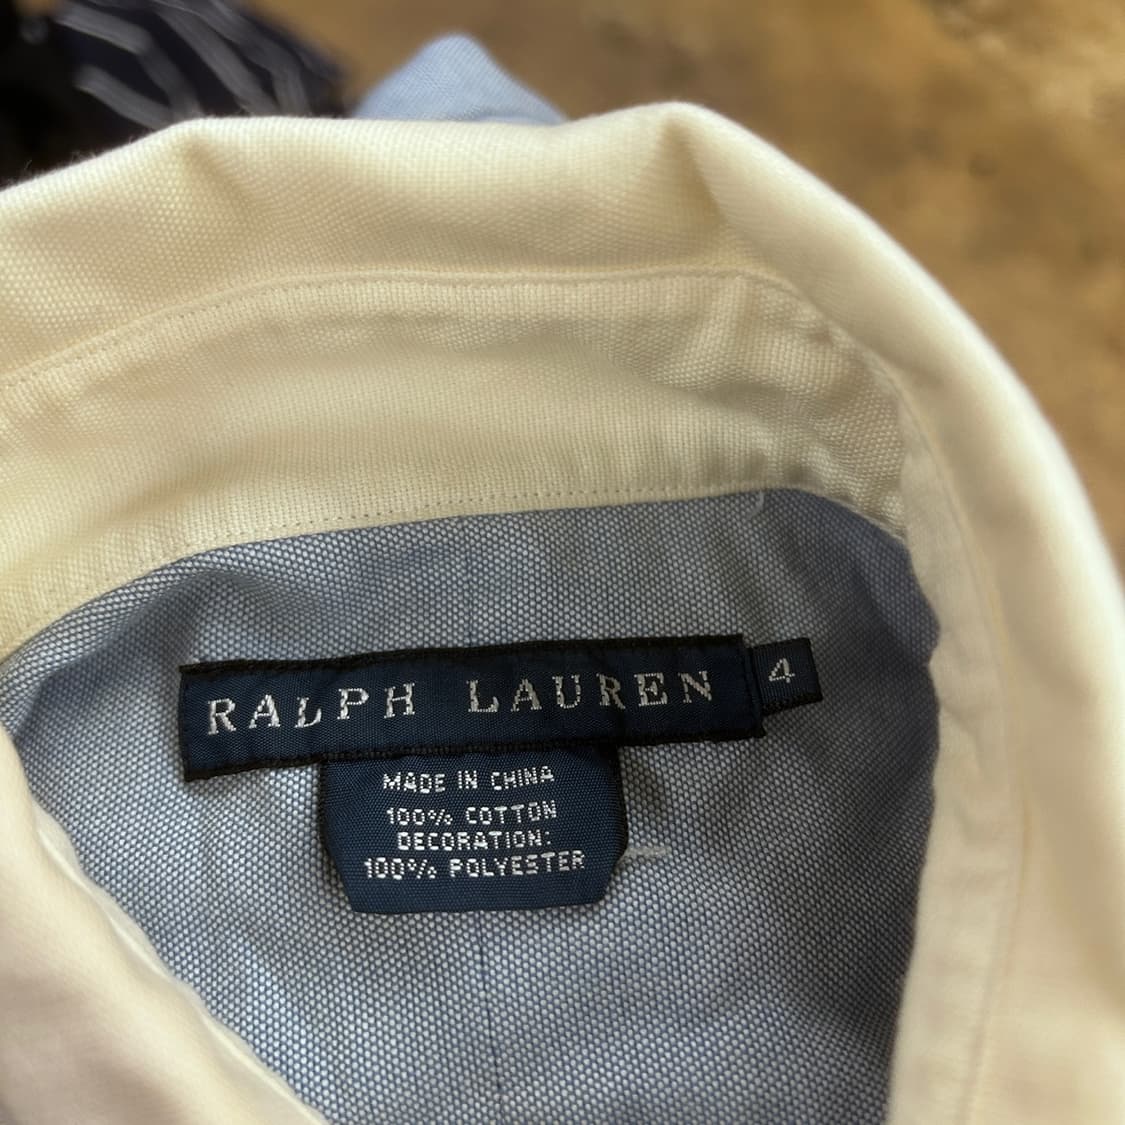 RALPH LAUREN 4
MADE IN CHINA
100% COTTON
DECORATION:
100% POLYESTER